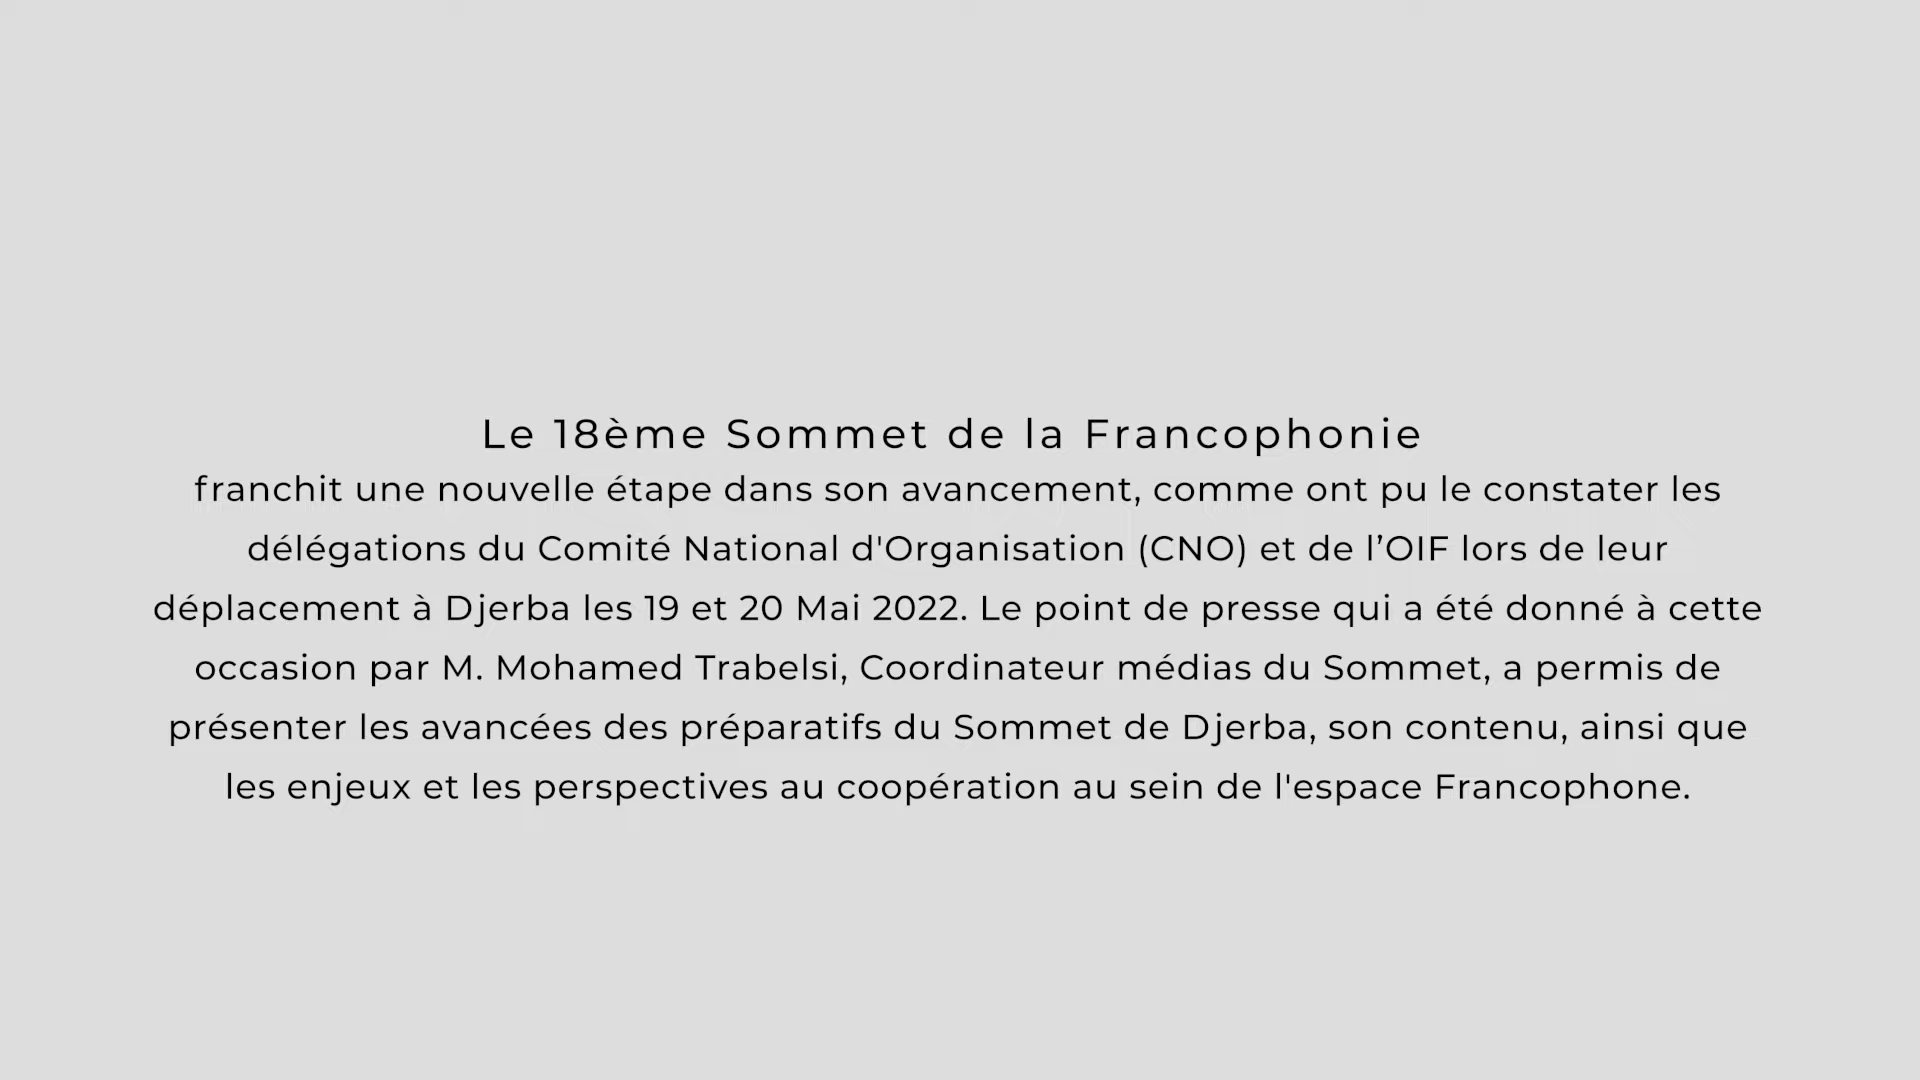 Le 18ème Sommet de la Francophonie
franchit une nouvelle étape dans son avancement, comme ont pu le constater les
délégations du Comité National d'Organisation (CNO) et de l’OIF lors de leur
déplacement à Djerba les 19 et 20 Mai 2022. Le point de presse qui a été donné à cette
occasion par M. Mohamed Trabelsi, Coordinateur médias du Sommet, a permis de
présenter les avancées des préparatifs du Sommet de Djerba, son contenu, ainsi que
les enjeux et les perspectives au coopération au sein de l'espace Francophone.